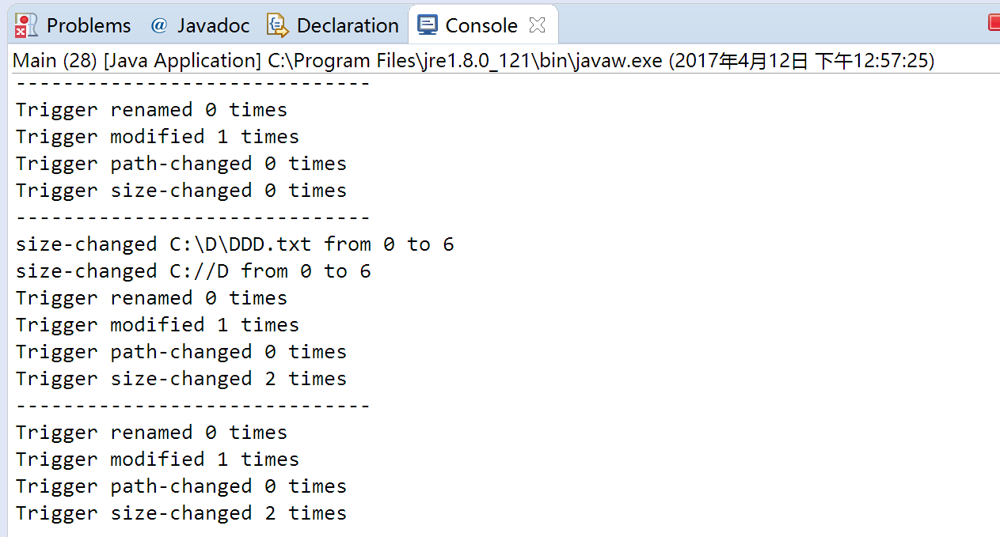 Problems @ Javadoc Declaration Console
Main (28) [Java Application] C:\Program Files\jre1.8.0_121\bin\javaw.exe (2017年4月12日 下午12:57:25)
------------------------------
Trigger renamed 0 times
Trigger modified 1 times
Trigger path-changed 0 times
Trigger size-changed 0 times
------------------------------
size-changed C:\D\DDD.txt from 0 to 6
size-changed C://D from 0 to 6
Trigger renamed 0 times
Trigger modified 1 times
Trigger path-changed 0 times
Trigger size-changed 2 times
------------------------------
Trigger renamed 0 times
Trigger modified 1 times
Trigger path-changed 0 times
Trigger size-changed 2 times